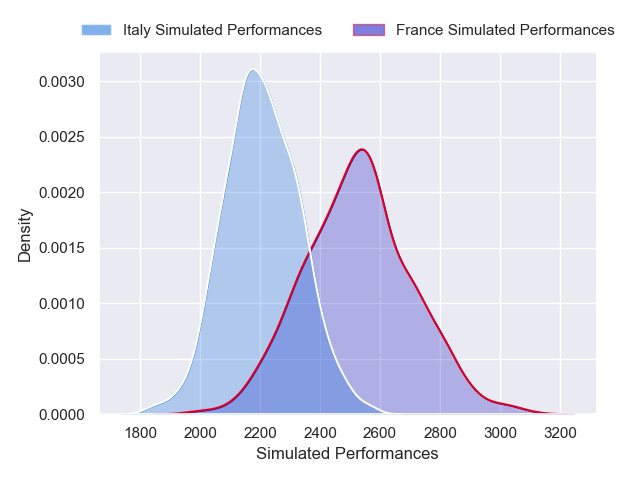 Italy Simulated Performances France Simulated Performances
0.0030
0.0025
0.0020
0.0015
0.0010
0.0005
0.0000
Density
1800 2000 2200 2400 2600 2800 3000 3200
Simulated Performances